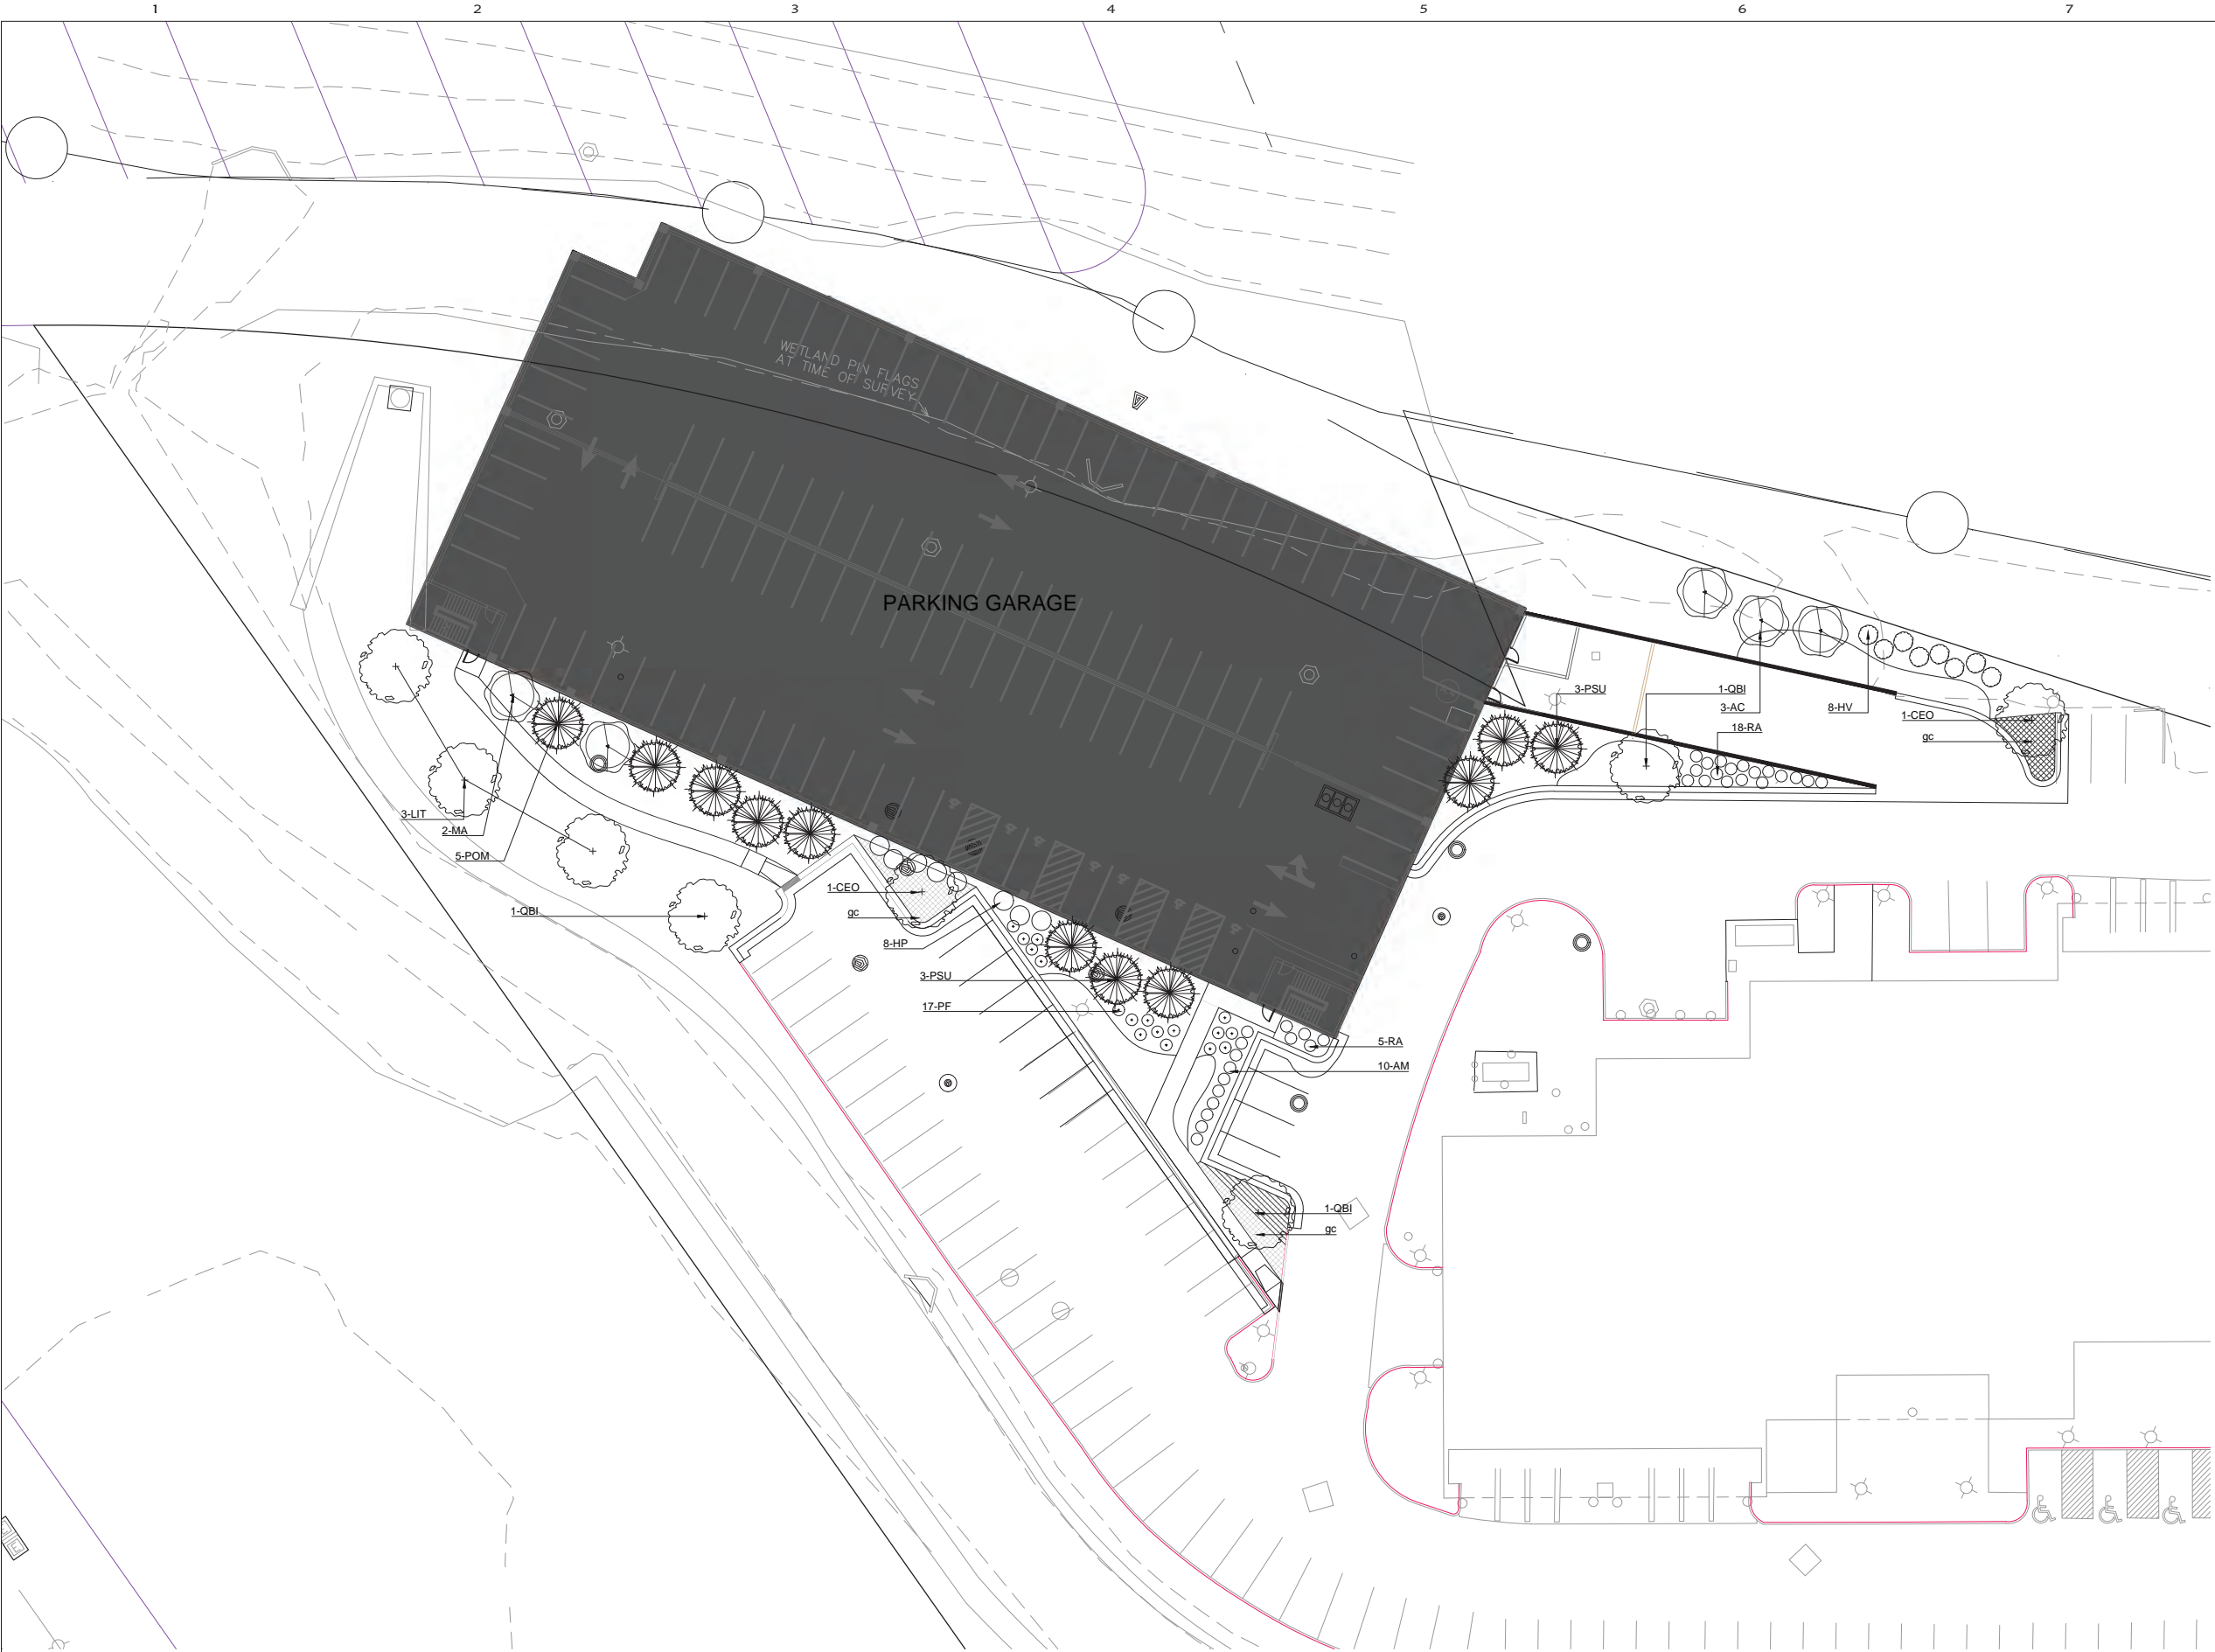 1
2
3
4
5
6
7
WETLAND PIN FLAGS
AT TIME OF SURVEY
PARKING GARAGE
3-PSU
1-QBI
3-AC
8-HV
18-RA
1-CEO
gc
3-LIT
2-MA
5-POM
1-QBI
1-CEO
gc
8-HP
3-PSU
17-PF
5-RA
10-AM
1-QBI
gc